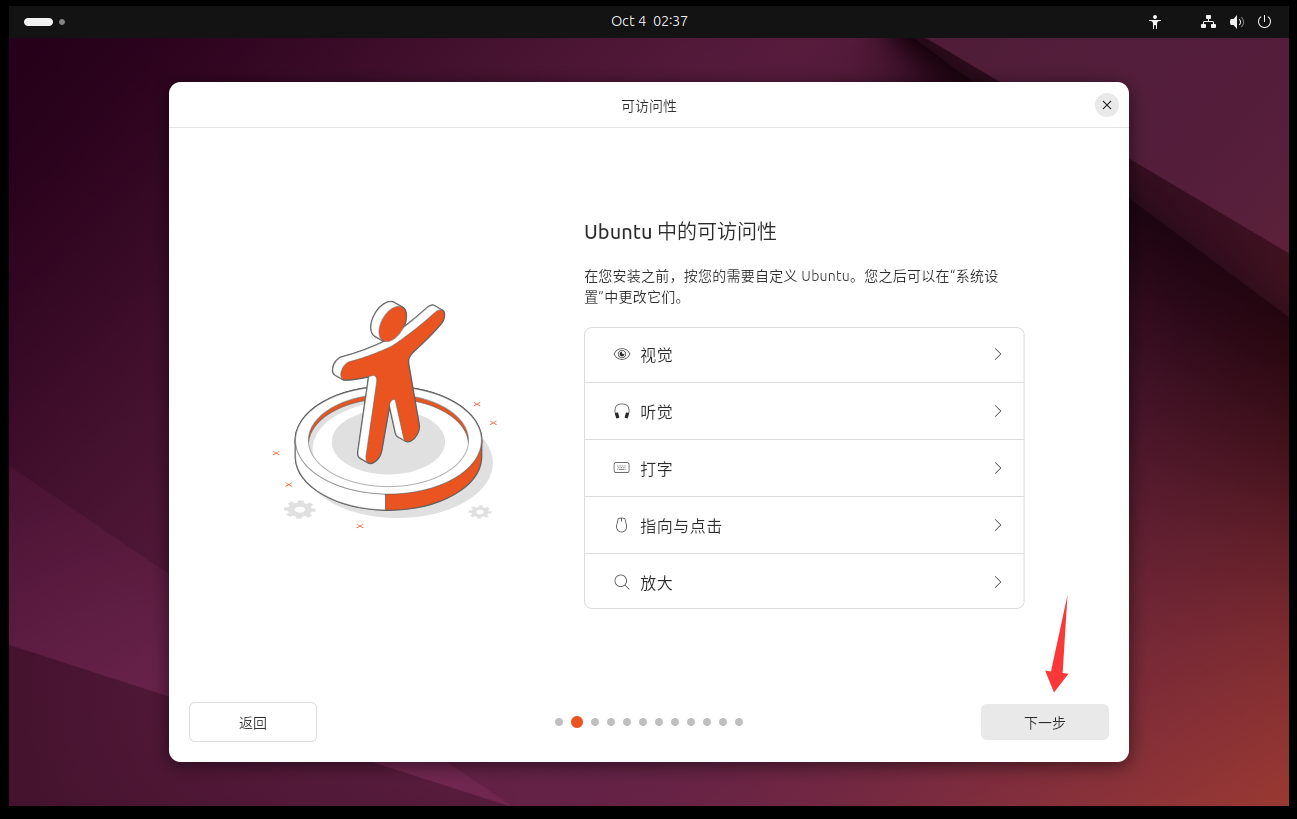 Oct 4 02:37
可访问性
Ubuntu 中的可访问性
在您安装之前，按您的需要自定义 Ubuntu。您之后可以在“系统设
置”中更改它们。
视觉
听觉
打字
指向与点击
放大
返回
下一步